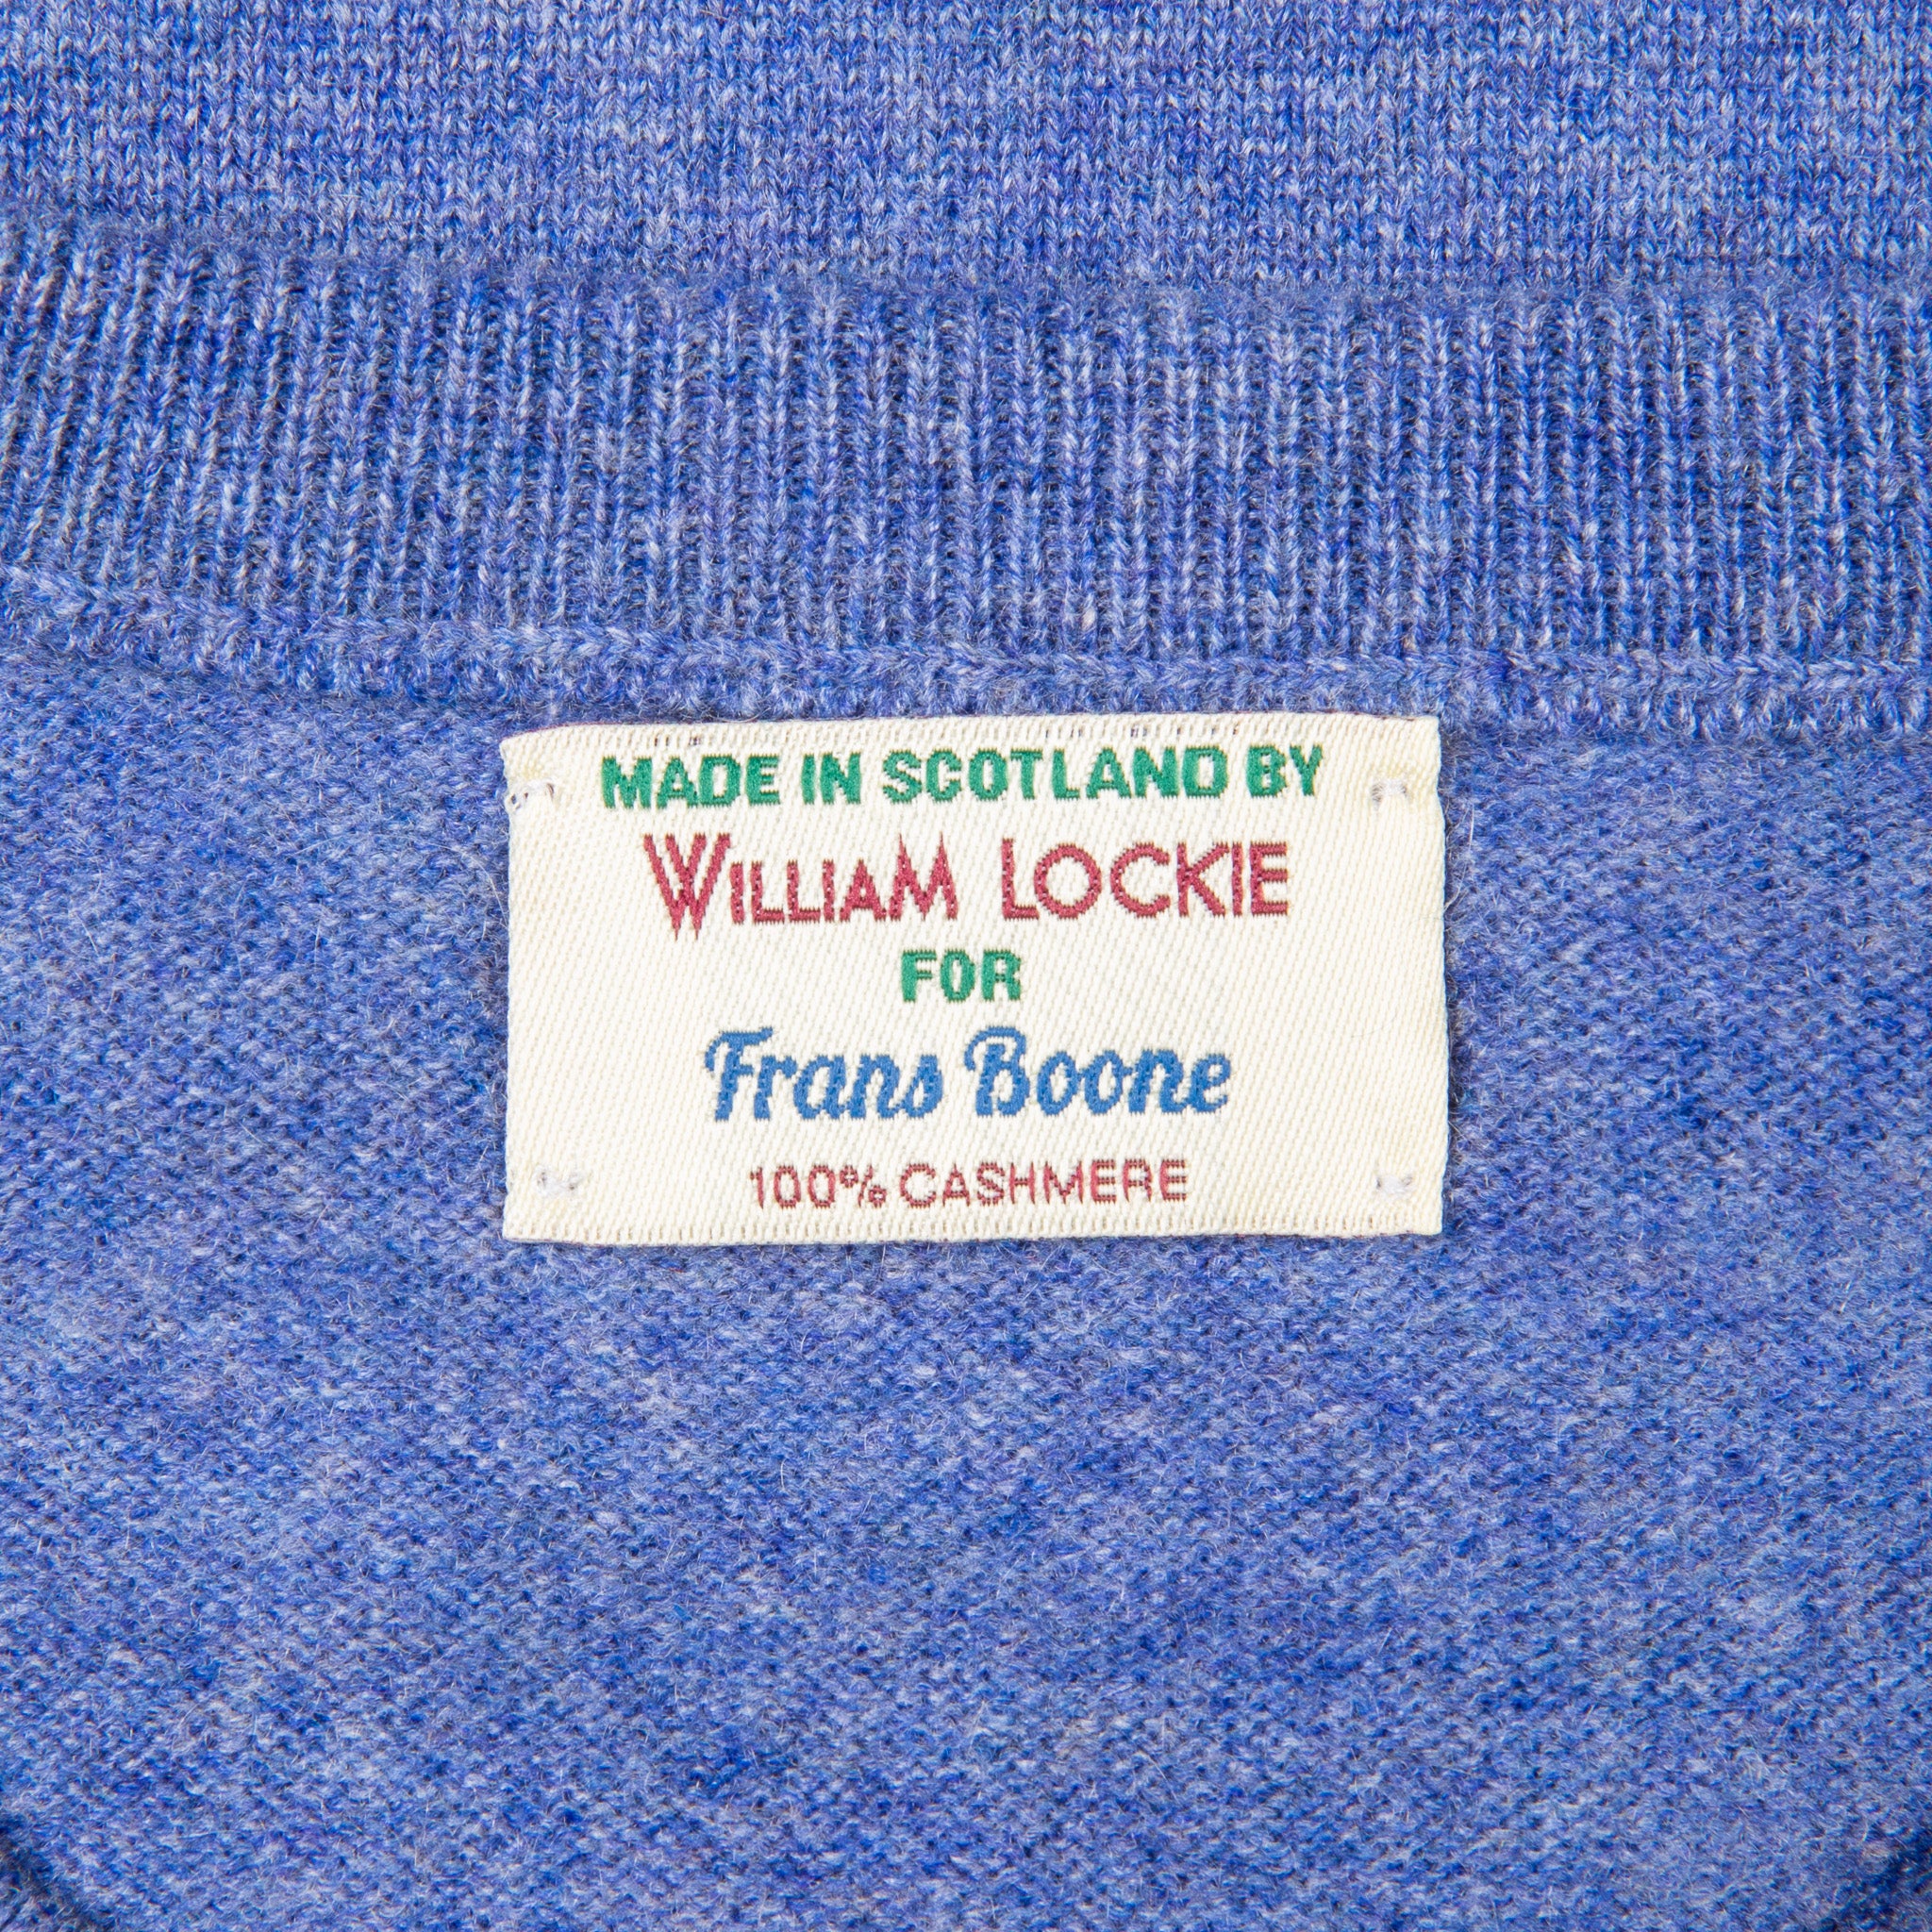 MADE IN SCOTLAND BY
WILLIAM LOCKIE
FOR
Frans Boone
100% CASHMERE